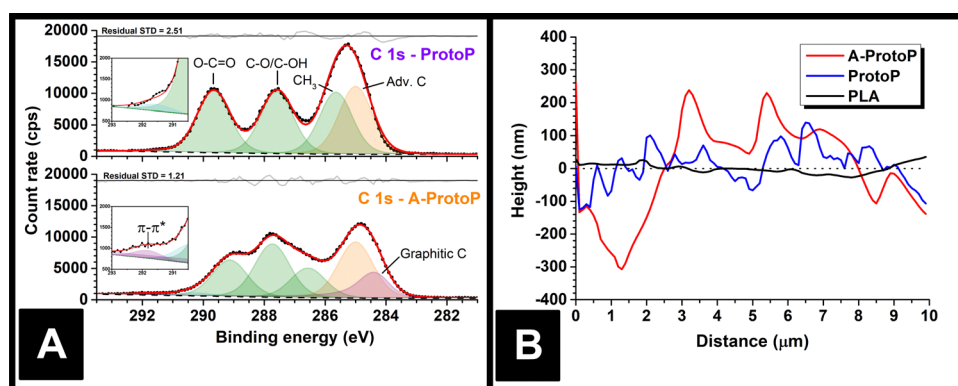 20000
Residual STD = 2.51
C 1s - ProtoP
15000
2000
1500
1000
500
293
292
291
O-C=O
C-O/C-OH
CH3
Adv. C
10000
5000
0
20000
Residual STD = 1.21
C 1s - A-ProtoP
15000
2000
1500
1000
500
π-π*
293
292
291
Graphitic C
10000
5000
0
Count rate (cps)
292
290
288
286
284
282
Binding energy (eV)
A
400
300
200
100
0
-100
-200
-300
-400
Height (nm)
A-ProtoP
ProtoP
PLA
0 1 2 3 4 5 6 7 8 9 10
Distance (μm)
B